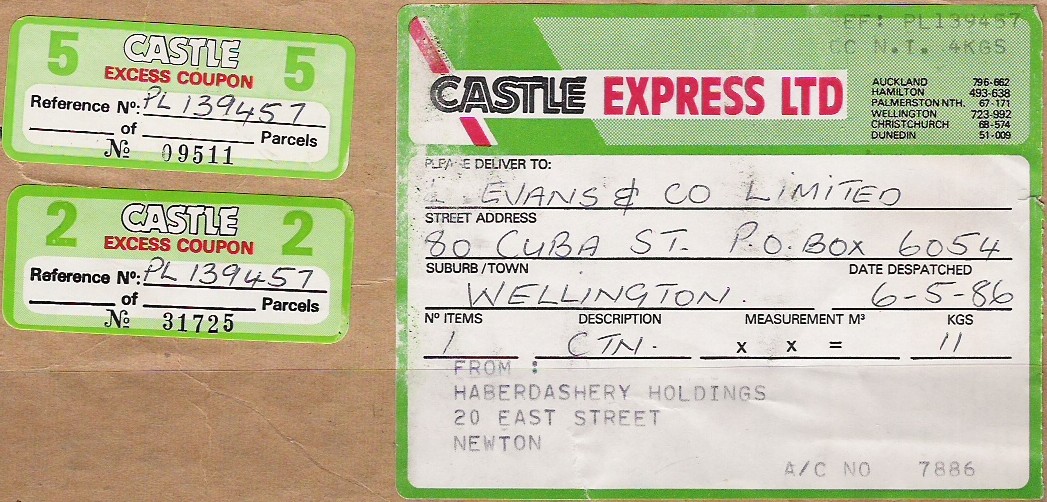 5 CASTLE 5
EXCESS COUPON
Reference Nº: PL 139457
of Parcels
Nº 09511
2 CASTLE 2
EXCESS COUPON
Reference Nº: PL 139457
of Parcels
Nº 31725
PL139457
N.I. 4KGS
CASTLE EXPRESS LTD
AUCKLAND 796-662
HAMILTON 493-638
PALMERSTON NTH. 67-171
WELLINGTON 723-992
CHRISTCHURCH 68-574
DUNEDIN 51-009
PLEASE DELIVER TO:
EVANS & CO LIMITED
STREET ADDRESS
80 CUBA ST. P.O. BOX 6054
SUBURB / TOWN DATE DESPATCHED
WELLINGTON. 6-5-86
Nº ITEMS DESCRIPTION MEASUREMENT M³ KGS
1 CTN. x x = 11
FROM :
HABERDASHERY HOLDINGS
20 EAST STREET
NEWTON
A/C NO 7886